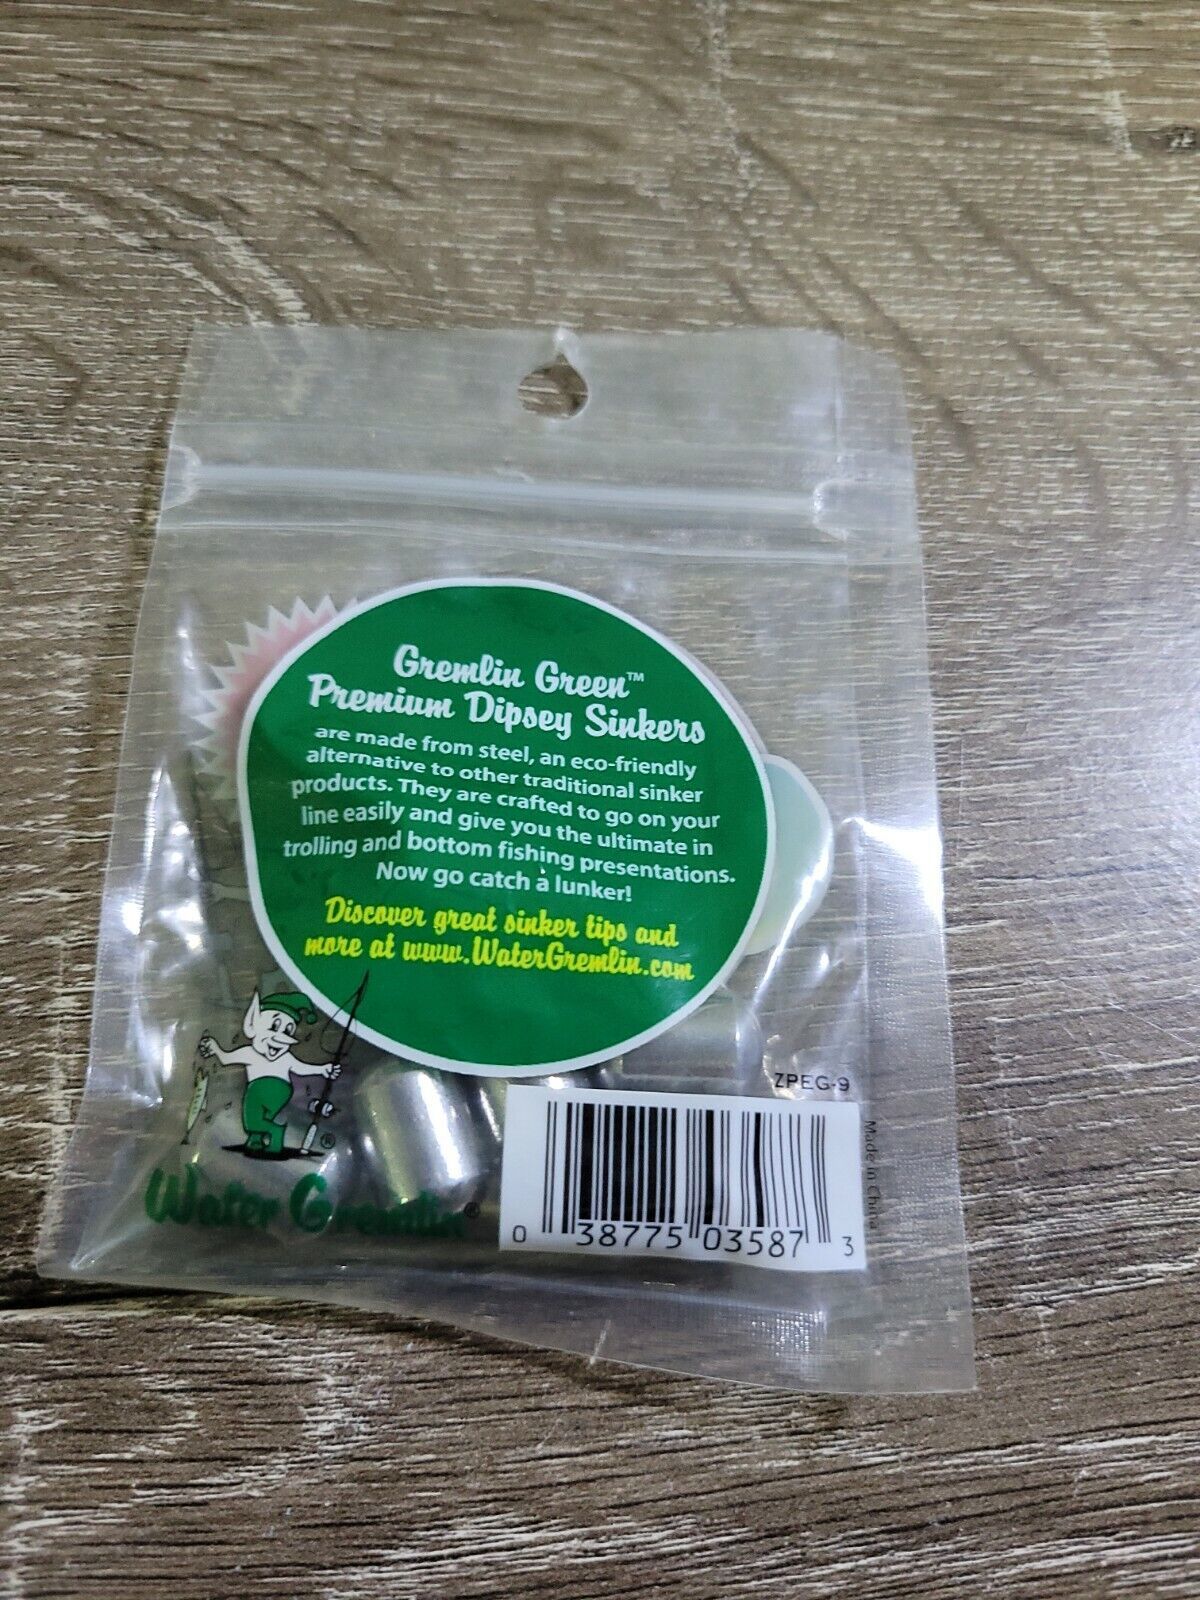 Gremlin Green™
Premium Dipsey Sinkers
are made from steel, an eco-friendly
alternative to other traditional sinker
products. They are crafted to go on your
line easily and give you the ultimate in
trolling and bottom fishing presentations.
Now go catch a lunker!
Discover great sinker tips and
more at www.WaterGremlin.com
®
Water Gremlin®
ZPEG-9
0 38775 03587 3
Made in China